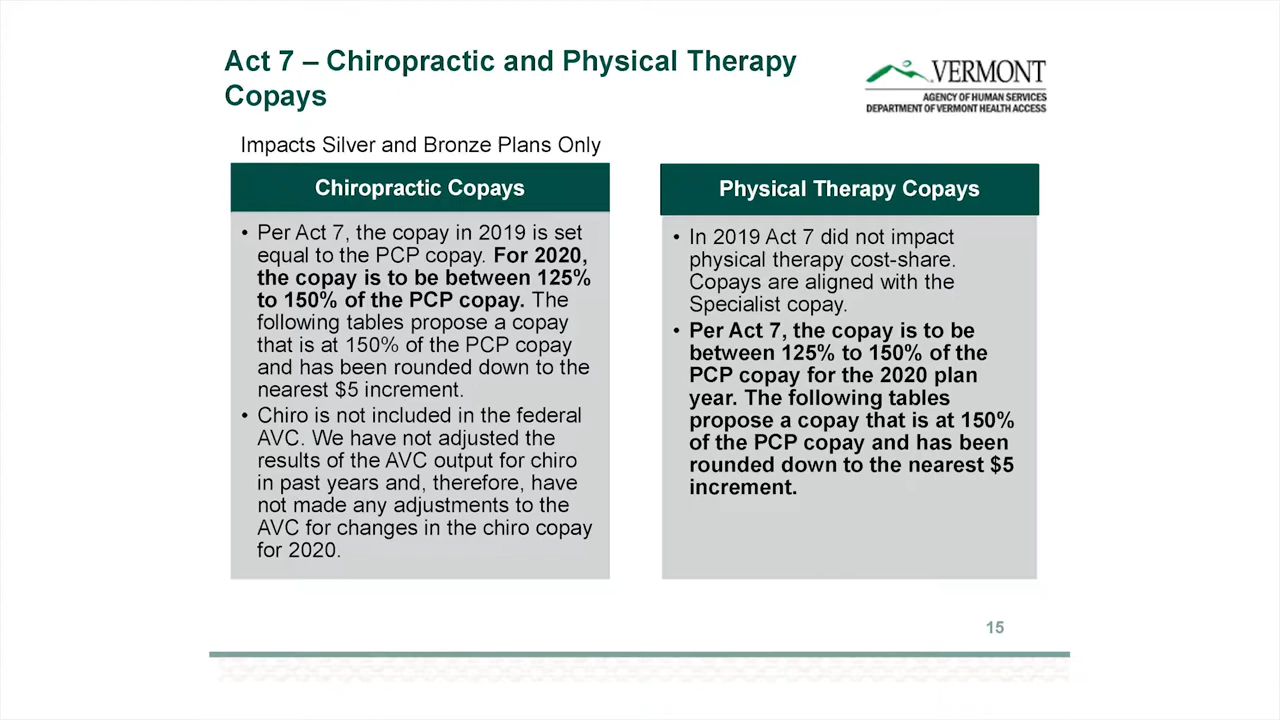 Act 7 – Chiropractic and Physical Therapy
Copays
VERMONT
AGENCY OF HUMAN SERVICES
DEPARTMENT OF VERMONT HEALTH ACCESS
Impacts Silver and Bronze Plans Only
Chiropractic Copays
• Per Act 7, the copay in 2019 is set
equal to the PCP copay. For 2020,
the copay is to be between 125%
to 150% of the PCP copay. The
following tables propose a copay
that is at 150% of the PCP copay
and has been rounded down to the
nearest $5 increment.
• Chiro is not included in the federal
AVC. We have not adjusted the
results of the AVC output for chiro
in past years and, therefore, have
not made any adjustments to the
AVC for changes in the chiro copay
for 2020.
Physical Therapy Copays
• In 2019 Act 7 did not impact
physical therapy cost-share.
Copays are aligned with the
Specialist copay.
• Per Act 7, the copay is to be
between 125% to 150% of the
PCP copay for the 2020 plan
year. The following tables
propose a copay that is at 150%
of the PCP copay and has been
rounded down to the nearest $5
increment.
15